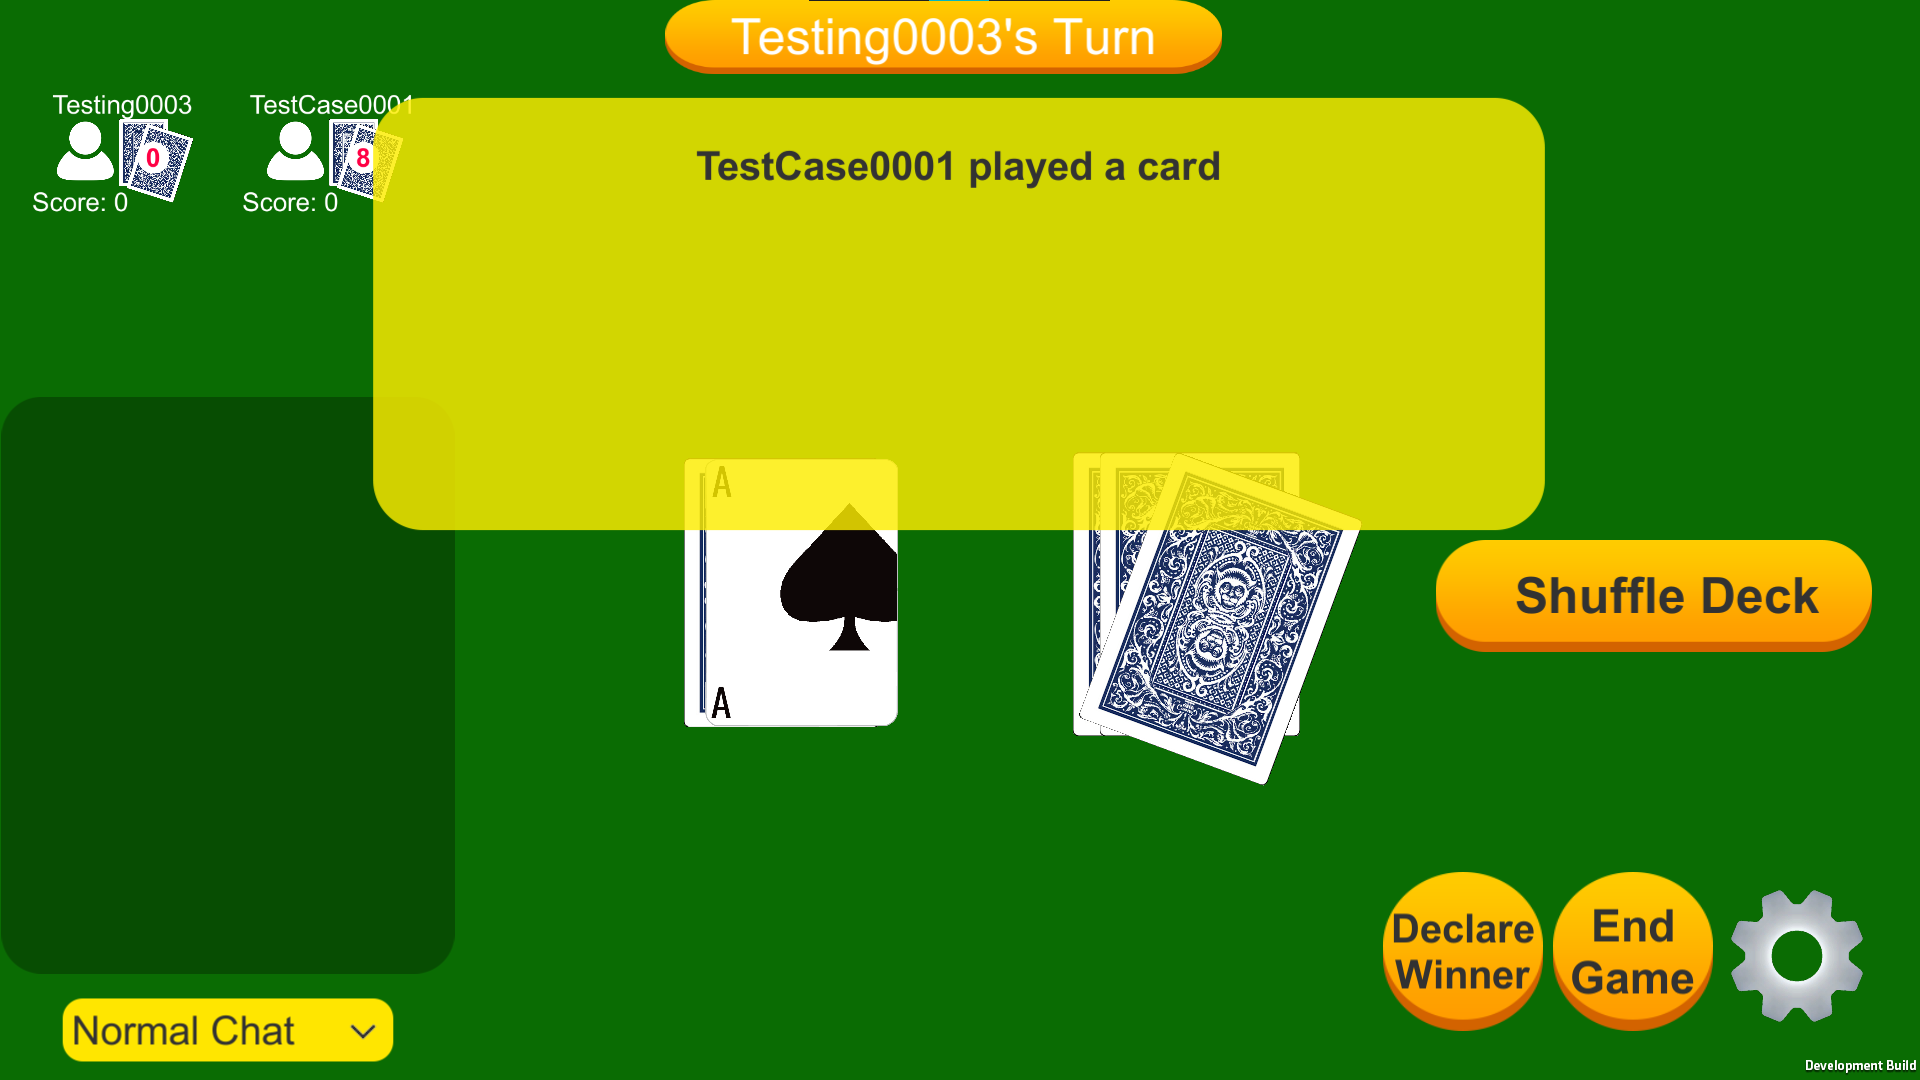 Testing0003's Turn
Testing0003
TestCase0001
0
8
Score: 0
Score: 0
TestCase0001 played a card
A
A
Shuffle Deck
Declare
Winner
End
Game
Normal Chat
Development Build